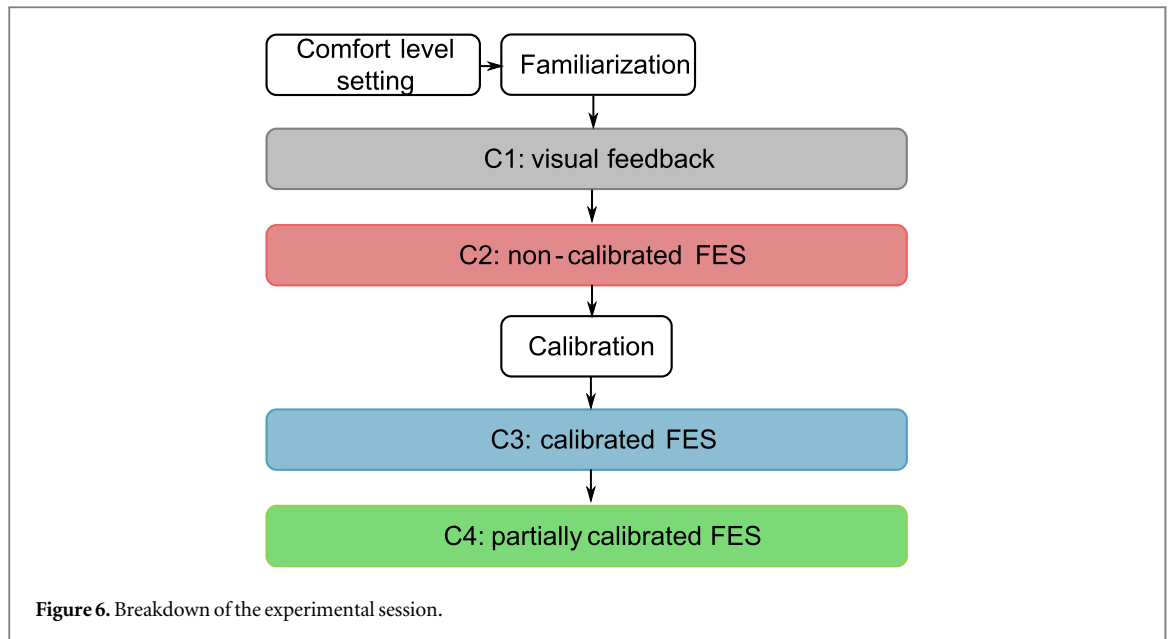 Comfort level
setting
Familiarization
C1: visual feedback
C2: non-calibrated FES
Calibration
C3: calibrated FES
C4: partially calibrated FES
Figure 6. Breakdown of the experimental session.